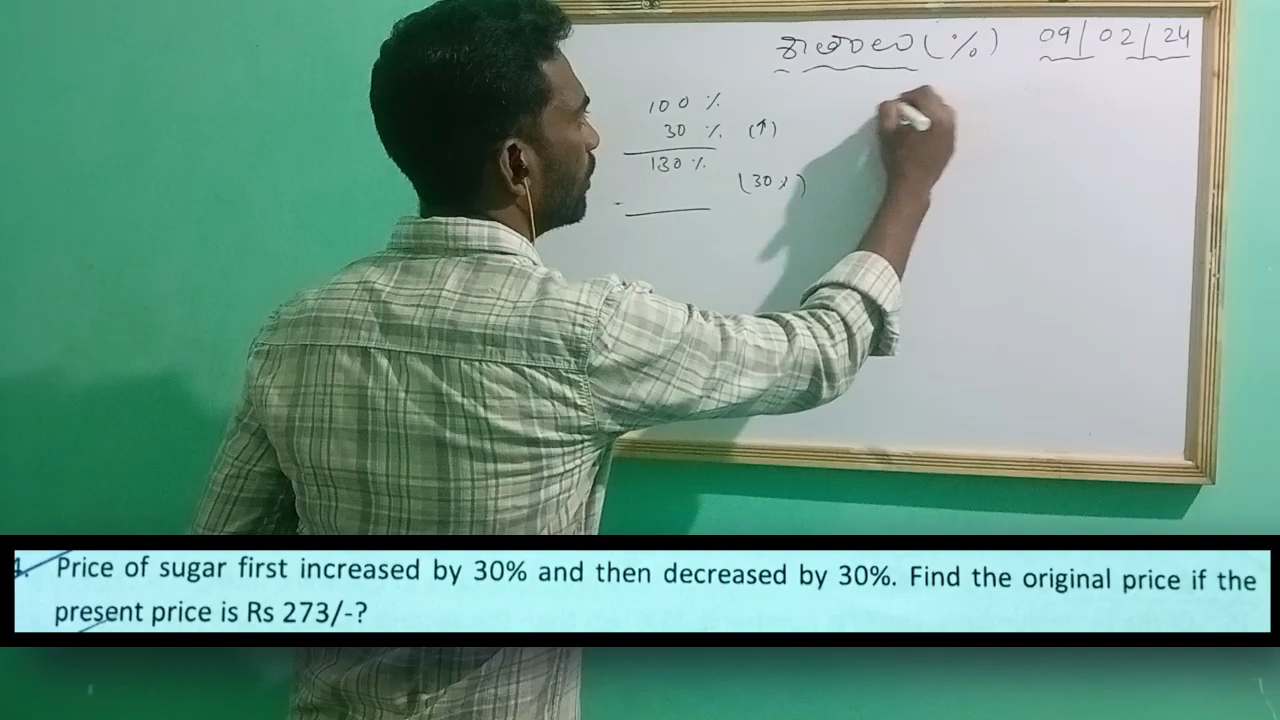 (%) 09/02/24
100 %
30 % (↑)
130 %
(30%)
4. Price of sugar first increased by 30% and then decreased by 30%. Find the original price if the
present price is Rs 273/-?